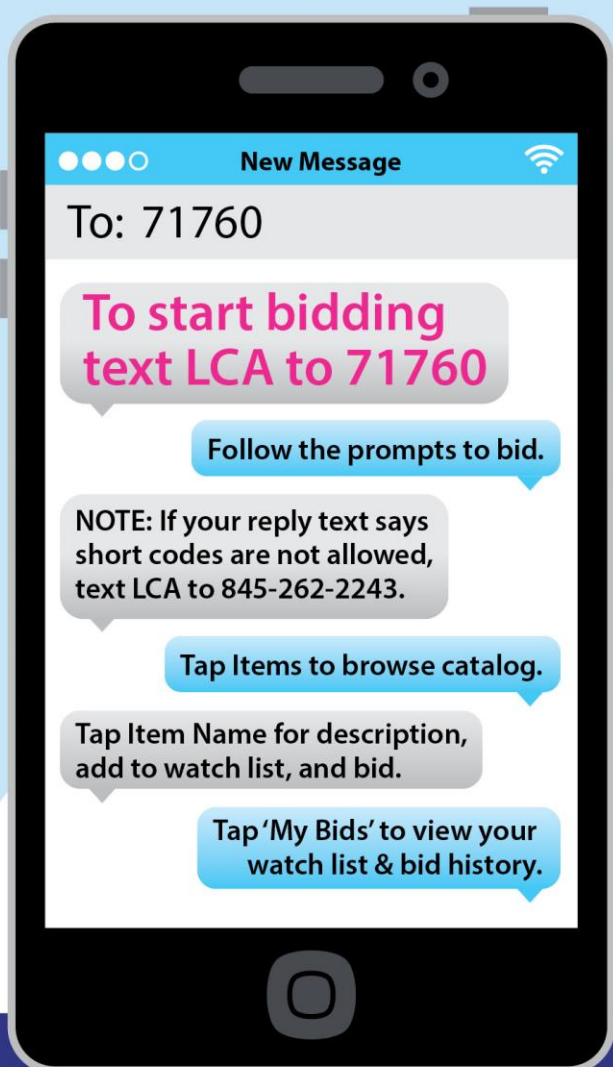 New Message
To: 71760
To start bidding
text LCA to 71760
Follow the prompts to bid.
NOTE: If your reply text says
short codes are not allowed,
text LCA to 845-262-2243.
Tap Items to browse catalog.
Tap Item Name for description,
add to watch list, and bid.
Tap ‘My Bids’ to view your
watch list & bid history.